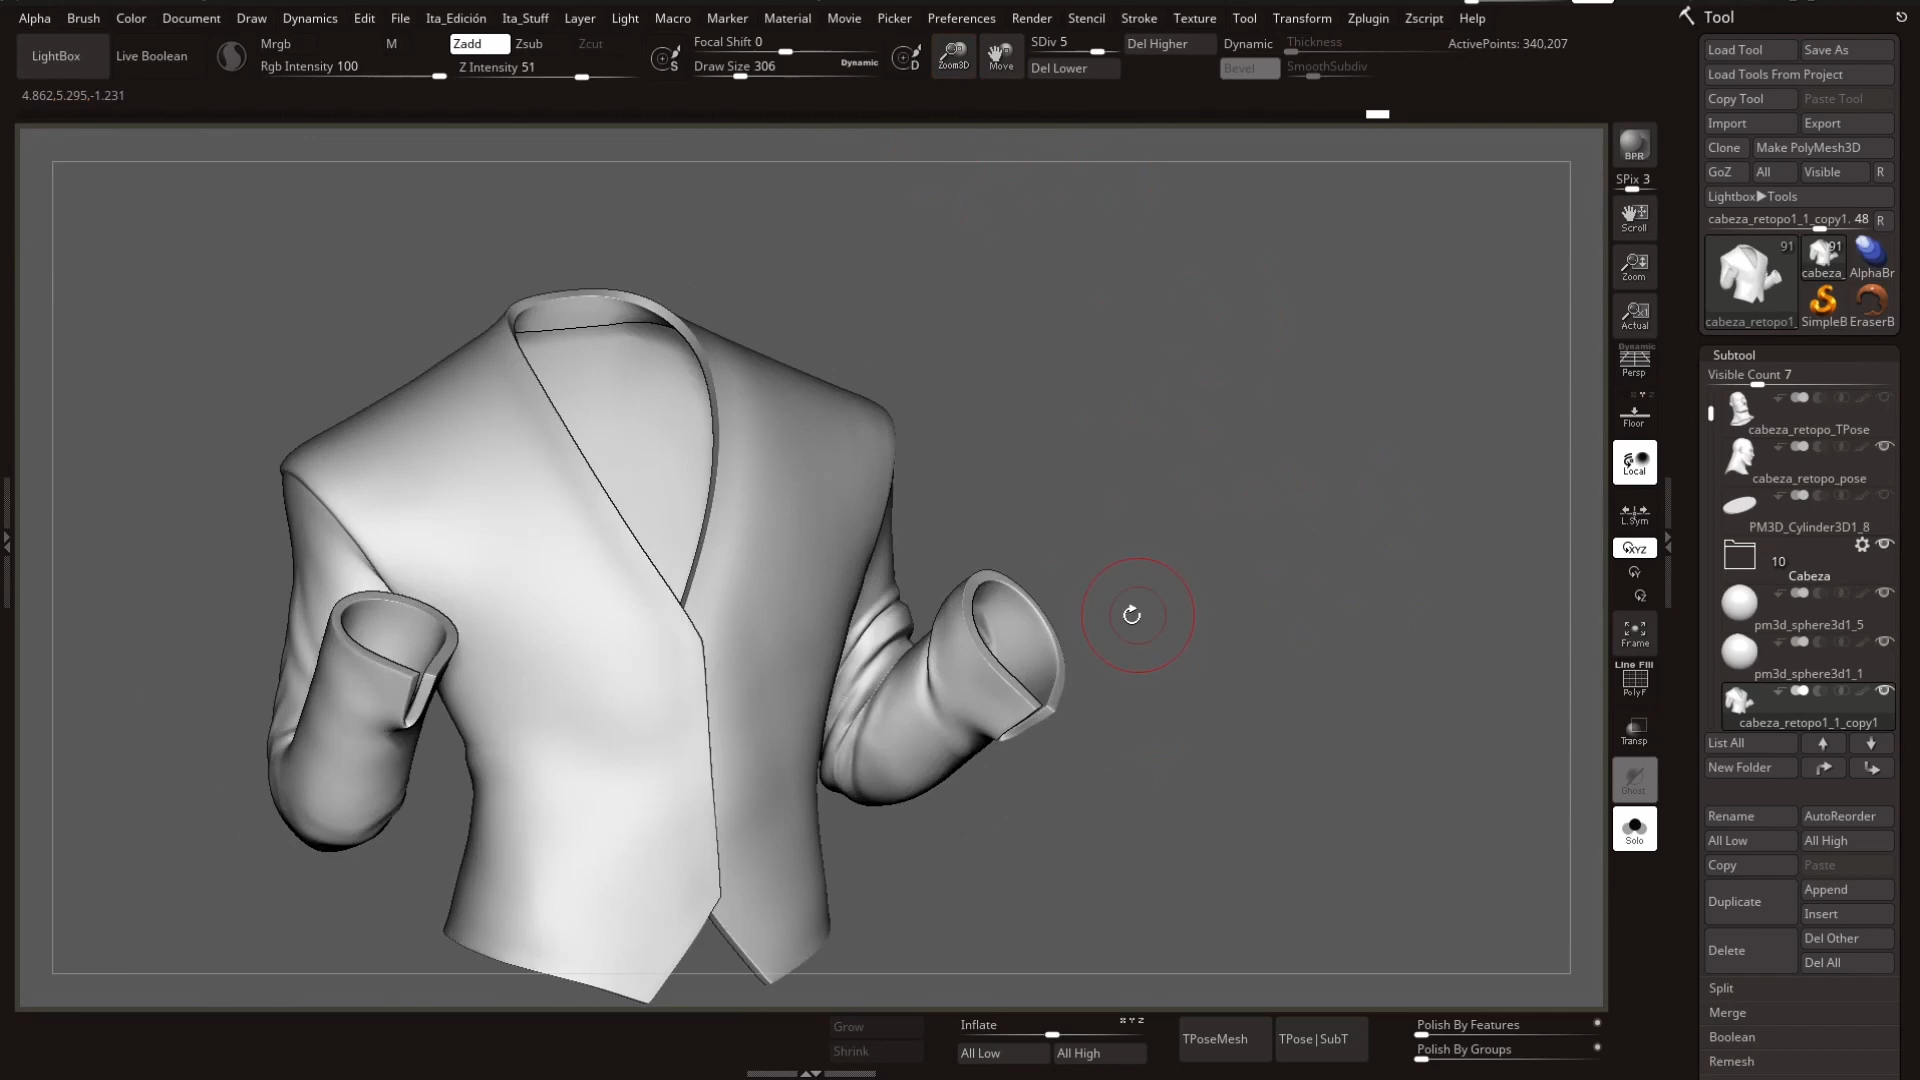 Alpha Brush Color Document Draw Dynamics Edit File Ita_Edición Ita_Stuff Layer Light Macro Marker Material Movie Picker Preferences Render Stencil Stroke Texture Tool Transform Zplugin Zscript Help
Tool
LightBox
Live Boolean
Mrgb
M
Rgb Intensity 100
Zadd
Zsub
Zcut
Z Intensity 51
S
Focal Shift 0
Draw Size 306
Dynamic
D
Zoom3D
Move
SDiv 5
Del Lower
Del Higher
Dynamic
Bevel
Thickness
SmoothSubdiv
ActivePoints: 340,207
4.862,5.295,-1.231
BPR
SPix 3
Scroll
Zoom
Actual
Dynamic
Persp
Floor
Local
L.Sym
XYZ
Y
Z
Frame
Line Fill
PolyF
Transp
Ghost
Solo
Load Tool
Save As
Load Tools From Project
Copy Tool
Paste Tool
Import
Export
Clone
Make PolyMesh3D
GoZ
All
Visible
R
Lightbox▶Tools
cabeza_retopo1_1_copy1. 48
R
91
91
cabeza_
AlphaBr
cabeza_retopo1_
SimpleB
EraserB
Subtool
Visible Count 7
cabeza_retopo_TPose
cabeza_retopo_pose
PM3D_Cylinder3D1_8
10
Cabeza
pm3d_sphere3d1_5
pm3d_sphere3d1_1
cabeza_retopo1_1_copy1
List All
New Folder
Rename
AutoReorder
All Low
All High
Copy
Paste
Duplicate
Append
Insert
Delete
Del Other
Del All
Split
Merge
Boolean
Remesh
Grow
Shrink
Inflate
X Y Z
All Low
All High
TPoseMesh
TPose|SubT
Polish By Features
Polish By Groups